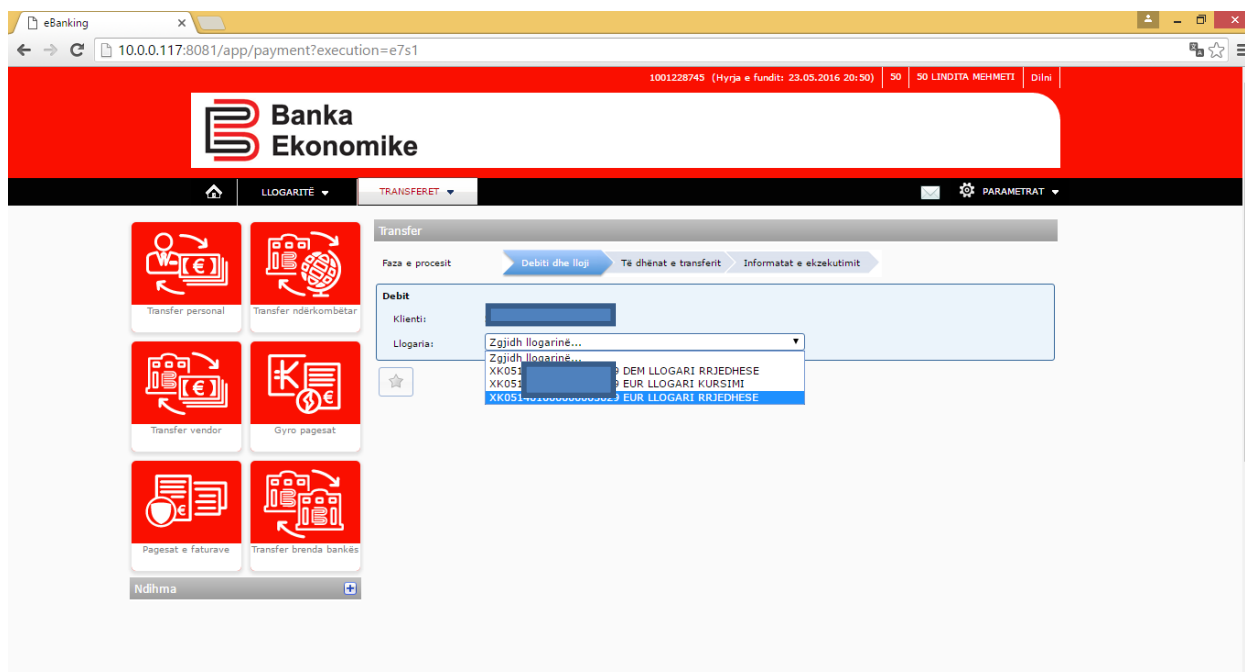 eBanking
10.0.0.117:8081/app/payment?execution=e7s1
1001228745 (Hyrja e fundit: 23.05.2016 20:50) 50 50 LINDITA MEHMETI Dilni
Banka
Ekonomike
LLOGARITË TRANSFERET PARAMETRAT
Transfer personal
Transfer ndërkombëtar
Transfer vendor
Gyro pagesat
Pagesat e faturave
Transfer brenda bankës
Ndihma
Transfer
Faza e procesit Debiti dhe lloji Të dhënat e transferit Informatat e ekzekutimit
Debit
Klienti:
Llogaria: Zgjidh llogarinë...
Zgjidh llogarinë...
XK051 9 DEM LLOGARI RRJEDHESE
XK051 9 EUR LLOGARI KURSIMI
EUR LLOGARI RRJEDHESE